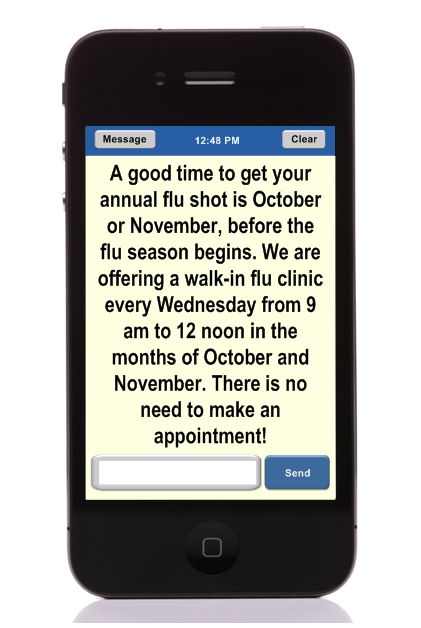 Message 12:48 PM Clear
A good time to get your
annual flu shot is October
or November, before the
flu season begins. We are
offering a walk-in flu clinic
every Wednesday from 9
am to 12 noon in the
months of October and
November. There is no
need to make an
appointment!
Send